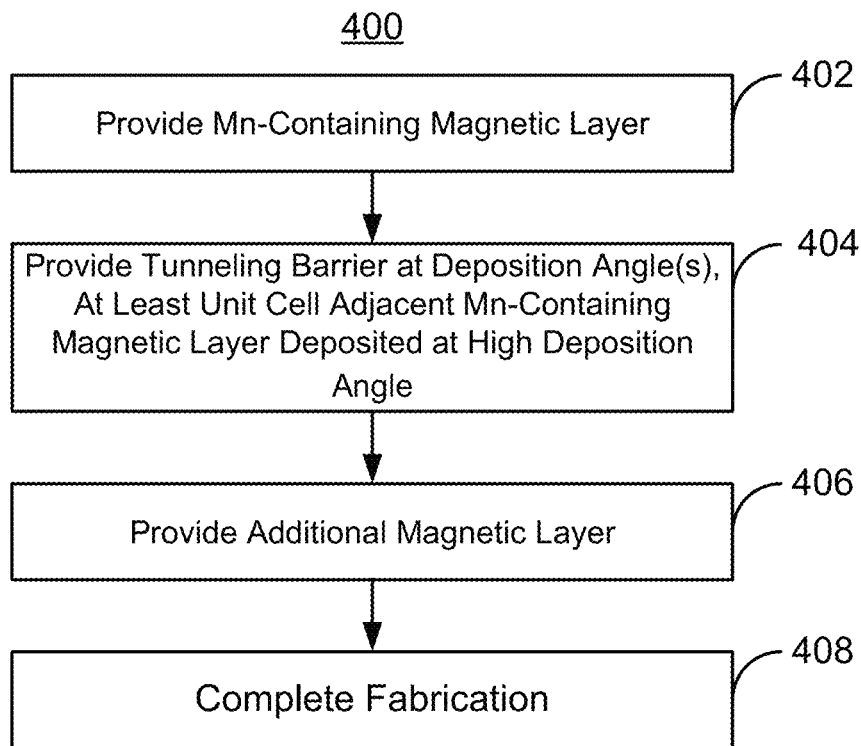 400
Provide Mn-Containing Magnetic Layer
402
Provide Tunneling Barrier at Deposition Angle(s),
At Least Unit Cell Adjacent Mn-Containing
Magnetic Layer Deposited at High Deposition
Angle
404
Provide Additional Magnetic Layer
406
Complete Fabrication
408